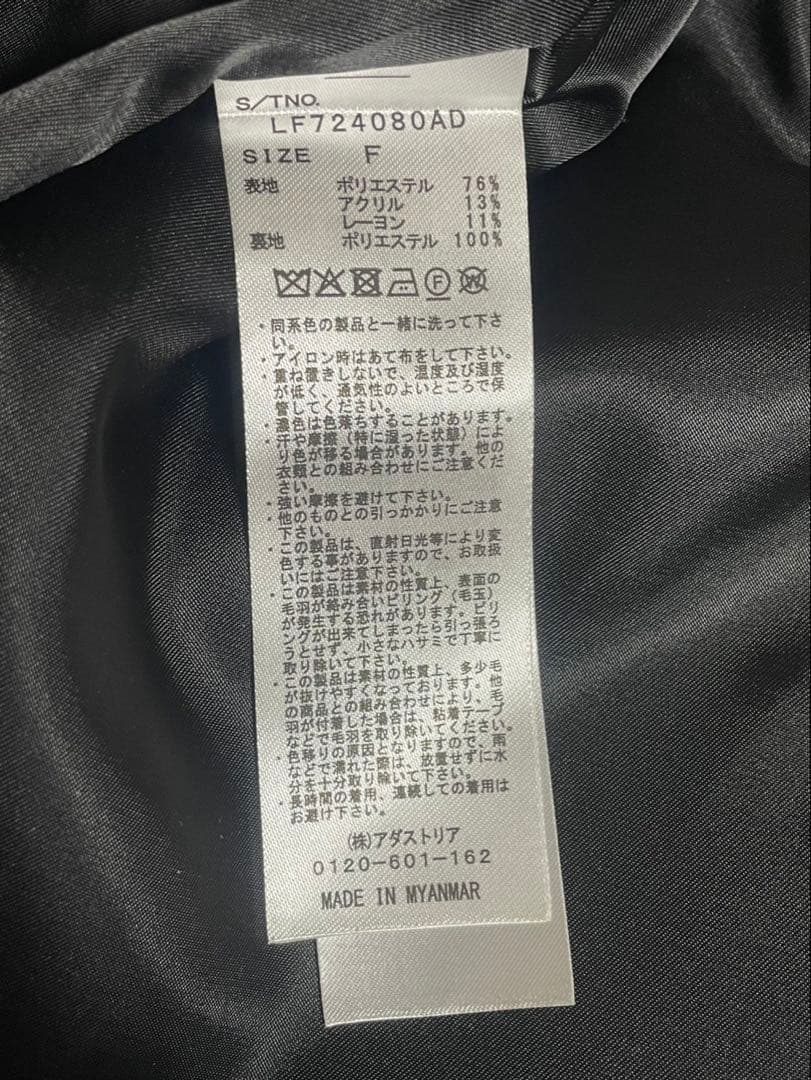 S/TNO.
LF724080AD
SIZE F
表地 ポリエステル 76%
アクリル 13%
レーヨン 11%
裏地 ポリエステル 100%
F W
・同系色の製品と一緒に洗って下さ
い。
・アイロン時はあて布をして下さい。
・重ね置きしないで、温度及び湿度
が低く、通気性のよいところで保
管してください。
・濃色は色落ちすることがあります。
・汗や摩擦（特に湿った状態）によ
り色が移る場合があります。他の
衣類との組み合わせにご注意くだ
さい。
・強い摩擦を避けて下さい。
・他のものとの引っかかりにご注意
下さい。
・この製品は、直射日光等により変
色する事がありますので、お取扱
いにはご注意下さい。
・この製品は素材の性質上、表面の
毛羽が絡み合いピリング（毛玉）
が発生する恐れがあります。ピリ
ングが出来てしまったら引っ張ろ
うとせず、小さなハサミで丁寧に
取り除いて下さい。
・この製品は素材の性質上、多少毛
が抜けやすくなっております。他
の商品との組み合わせにより、毛
羽が付着した場合は、粘着テープ
などで毛羽を取り除いてください。
・色移りの原因となりますので、雨
などで濡れた際は、放置せずに水
分を十分取り除いて下さい。
・長時間の着用、連続しての着用は
お避け下さい。
(株)アダストリア
0120-601-162
MADE IN MYANMAR